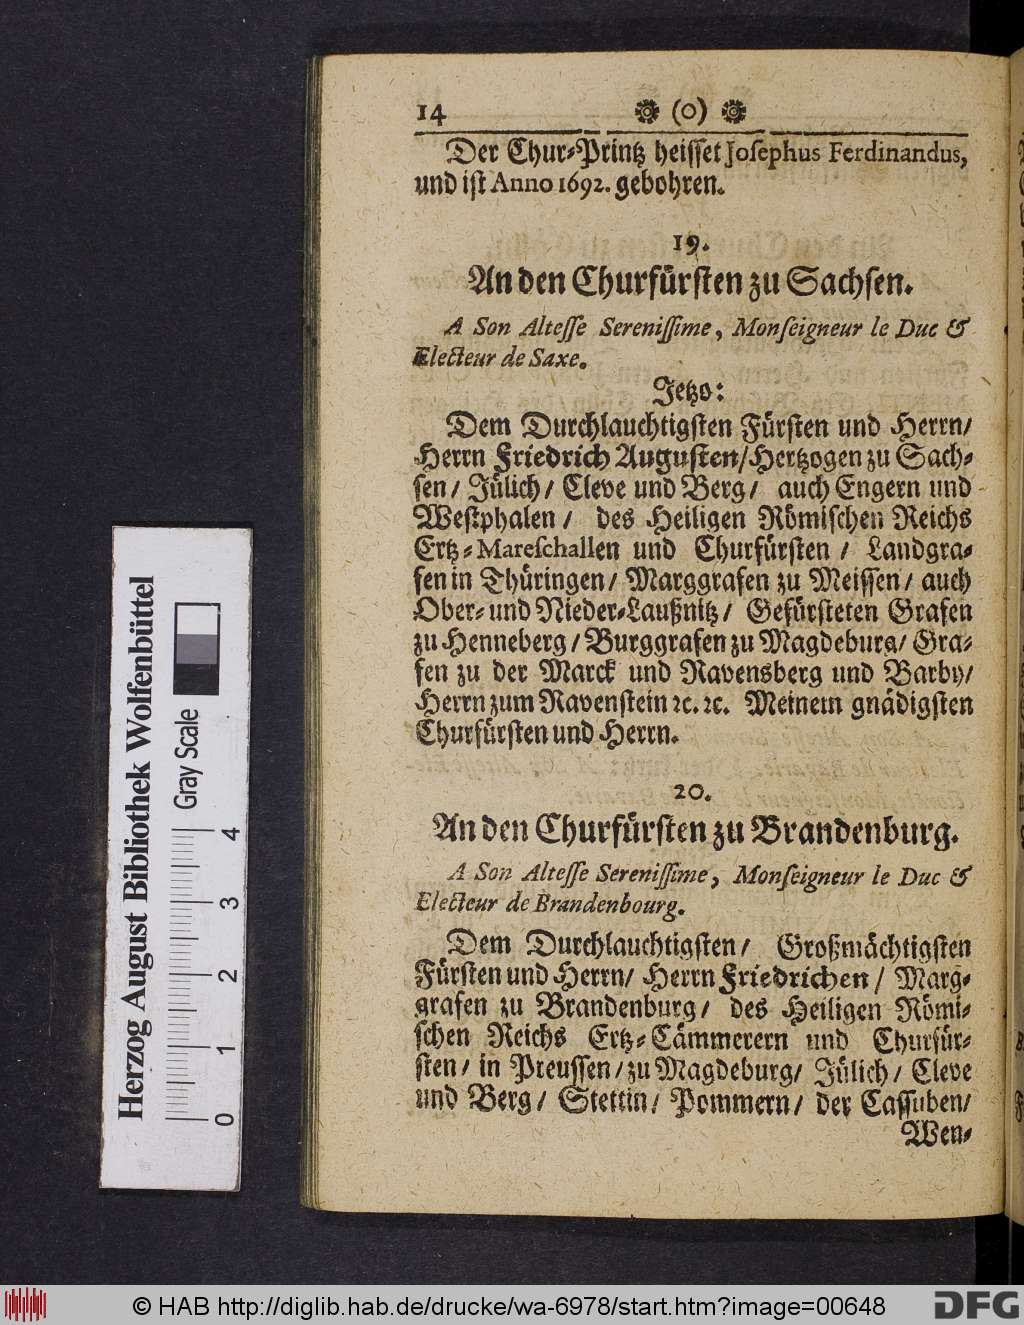 14 (0)
Der Chur-Printz heisset Joſephus Ferdinandus,
und iſt Anno 1692. gebohren.
19.
An den Churfürſten zu Sachſen.
A Son Alteſſe Sereniſſime, Monſeigneur le Duc &
Electeur de Saxe.
Jetzo:
Dem Durchlauchtigſten Fürſten und Herrn/
Herrn Friedrich Auguſten/Hertzogen zu Sach-
ſen/ Jülich/ Cleve und Berg/ auch Engern und
Weſtphalen/ des Heiligen Römiſchen Reichs
Ertz-Mareſchallen und Churfürſten / Landgra-
fen in Thüringen/ Marggrafen zu Meiſſen/ auch
Ober- und Nieder-Laußnitz/ Gefürſteten Grafen
zu Henneberg/ Burggrafen zu Magdeburg/ Gra-
fen zu der Marck und Ravensberg und Barby/
Herrn zum Ravenſtein ꝛc. ꝛc. Meinem gnädigſten
Churfürſten und Herrn.
20.
An den Churfürſten zu Brandenburg.
A Son Alteſſe Sereniſſime, Monſeigneur le Duc &
Electeur de Brandenbourg.
Dem Durchlauchtigſten/ Großmächtigſten
Fürſten und Herrn/ Herrn Friedrichen/ Marg-
grafen zu Brandenburg/ des Heiligen Römi-
ſchen Reichs Ertz-Cämmerern und Churfür-
ſten/ in Preuſſen/ zu Magdeburg/ Jülich/ Cleve
und Berg/ Stettin/ Pommern/ der Caſſuben/
Wen-
Herzog August Bibliothek Wolfenbüttel
Gray Scale
0 1 2 3 4
© HAB http://diglib.hab.de/drucke/wa-6978/start.htm?image=00648
DFG